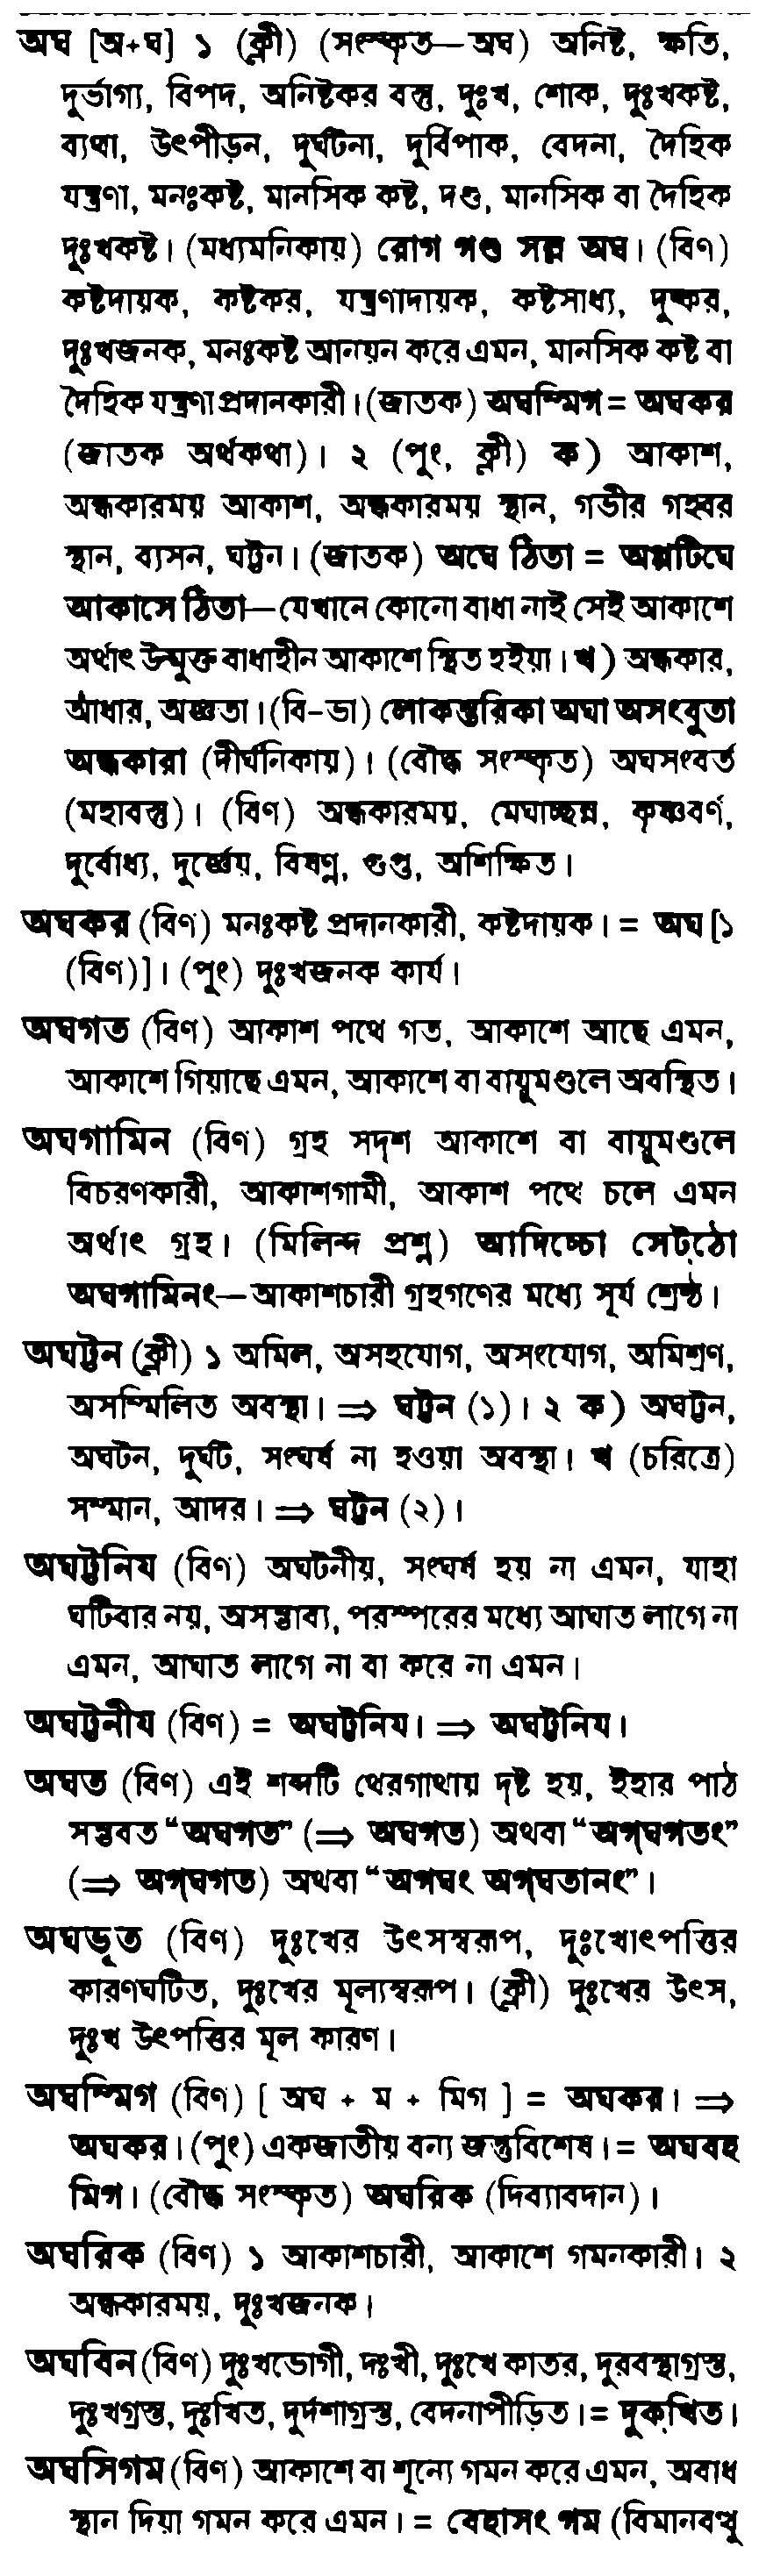 অঘ [অ+ঘ] ১ (ক্লী) (সংস্কৃত—অঘ) অনিষ্ট, ক্ষতি,
দুর্ভাগ্য, বিপদ, অনিষ্টকর বস্তু, দুঃখ, শোক, দুঃখকষ্ট,
ব্যথা, উৎপীড়ন, দুর্ঘটনা, দুর্বিপাক, বেদনা, দৈহিক
যন্ত্রণা, মনঃকষ্ট, মানসিক কষ্ট, দণ্ড, মানসিক বা দৈহিক
দুঃখকষ্ট। (মধ্যমনিকায়) রোগ গণ্ড সল্ল অঘ। (বিণ)
কষ্টদায়ক, কষ্টকর, যন্ত্রণাদায়ক, কষ্টসাধ্য, দুষ্কর,
দুঃখজনক, মনঃকষ্ট আনয়ন করে এমন, মানসিক কষ্ট বা
দৈহিক যন্ত্রণা প্রদানকারী। (জাতক) অঘম্মিগ = অঘকর
(জাতক অর্থকথা)। ২ (পুং, ক্লী) ক) আকাশ,
অন্ধকারময় আকাশ, অন্ধকারময় স্থান, গভীর গহ্বর
স্থান, ব্যসন, ঘট্টন। (জাতক) অঘে ঠিতা = অপ্পটিঘে
আকাসে ঠিতা—যেখানে কোনো বাধা নাই সেই আকাশে
অর্থাৎ উন্মুক্ত বাধাহীন আকাশে স্থিত হইয়া। খ) অন্ধকার,
আঁধার, অজ্ঞতা। (বি-ভা) লোকন্তরিকা অঘা অসংবুতা
অন্ধকারা (দীর্ঘনিকায়)। (বৌদ্ধ সংস্কৃত) অঘসংবর্ত
(মহাবস্তু)। (বিণ) অন্ধকারময়, মেঘাচ্ছন্ন, কৃষ্ণবর্ণ,
দুর্বোধ্য, দুর্জ্ঞেয়, বিষণ্ণ, গুপ্ত, অশিক্ষিত।
অঘকর (বিণ) মনঃকষ্ট প্রদানকারী, কষ্টদায়ক। = অঘ [১
(বিণ)]। (পুং) দুঃখজনক কার্য।
অঘগত (বিণ) আকাশ পথে গত, আকাশে আছে এমন,
আকাশে গিয়াছে এমন, আকাশে বা বায়ুমণ্ডলে অবস্থিত।
অঘগামিন (বিণ) গ্রহ সদৃশ আকাশে বা বায়ুমণ্ডলে
বিচরণকারী, আকাশগামী, আকাশ পথে চলে এমন
অর্থাৎ গ্রহ। (মিলিন্দ প্রশ্ন) আদিচ্চো সেট্‌ঠো
অঘগামিনং—আকাশচারী গ্রহগণের মধ্যে সূর্য শ্রেষ্ঠ।
অঘট্টন (ক্লী) ১ অমিল, অসহযোগ, অসংযোগ, অমিশ্রণ,
অসম্মিলিত অবস্থা। ⇒ ঘট্টন (১)। ২ ক) অঘট্টন,
অঘটন, দুর্ঘট, সংঘর্ষ না হওয়া অবস্থা। খ (চরিত্রে)
সম্মান, আদর। ⇒ ঘট্টন (২)।
অঘট্টনিয (বিণ) অঘটনীয়, সংঘর্ষ হয় না এমন, যাহা
ঘটিবার নয়, অসম্ভাব্য, পরস্পরের মধ্যে আঘাত লাগে না
এমন, আঘাত লাগে না বা করে না এমন।
অঘট্টনীয (বিণ) = অঘট্টনিয। ⇒ অঘট্টনিয।
অঘত (বিণ) এই শব্দটি থেরগাথায় দৃষ্ট হয়, ইহার পাঠ
সম্ভবত “অঘগত” (⇒ অঘগত) অথবা “অগ্‌ঘগতং”
(⇒ অগ্‌ঘগত) অথবা “অগঘং অগ্‌ঘতানং”।
অঘভূত (বিণ) দুঃখের উৎসস্বরূপ, দুঃখোৎপত্তির
কারণঘটিত, দুঃখের মূল্যস্বরূপ। (ক্লী) দুঃখের উৎস,
দুঃখ উৎপত্তির মূল কারণ।
অঘম্মিগ (বিণ) [ অঘ + ম + মিগ ] = অঘকর। ⇒
অঘকর। (পুং) একজাতীয় বন্য জন্তুবিশেষ। = অঘবহ
মিগ। (বৌদ্ধ সংস্কৃত) অঘরিক (দিব্যাবদান)।
অঘরিক (বিণ) ১ আকাশচারী, আকাশে গমনকারী। ২
অন্ধকারময়, দুঃখজনক।
অঘবিন (বিণ) দুঃখভোগী, দঃখী, দুঃখে কাতর, দুরবস্থাগ্রস্ত,
দুঃখগ্রস্ত, দুঃখিত, দুর্দশাগ্রস্ত, বেদনাপীড়িত। = দুক্‌খিত।
অঘসিগম (বিণ) আকাশে বা শূন্যে গমন করে এমন, অবাধ
স্থান দিয়া গমন করে এমন। = বেহাসং গম (বিমানবত্থু